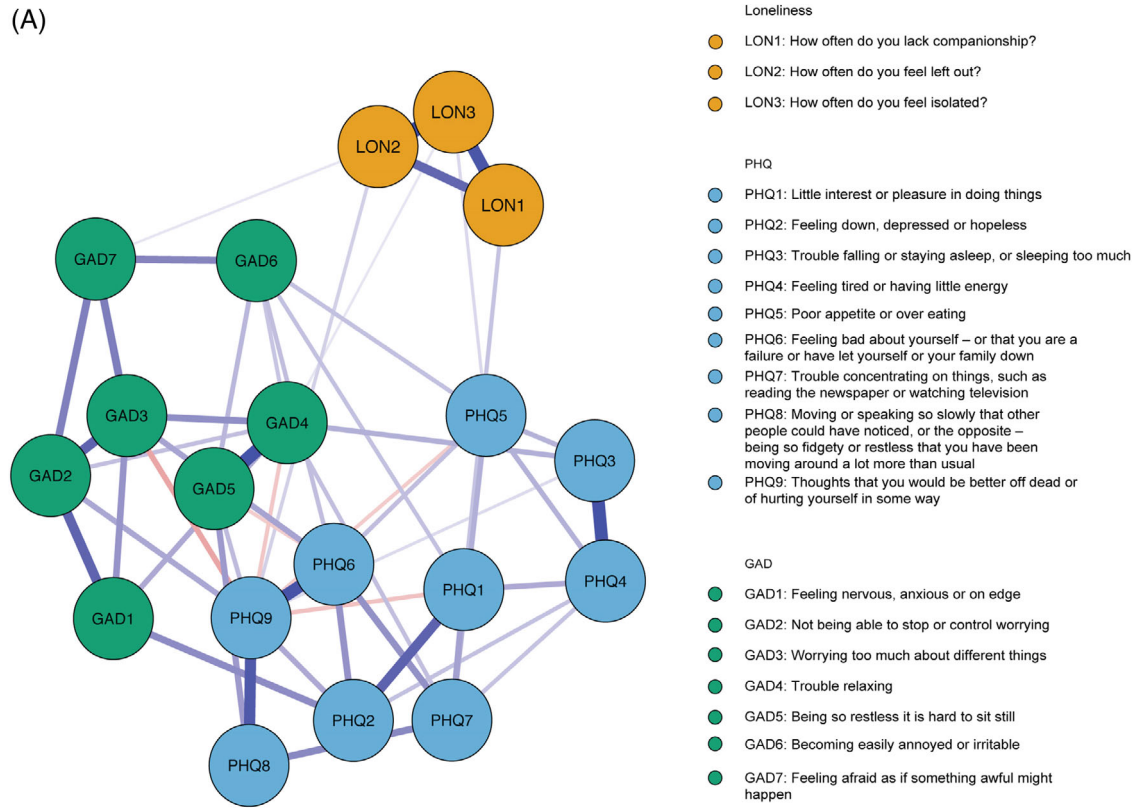 (A)
LON3
LON2
LON1
GAD7
GAD6
GAD3
GAD4
PHQ5
PHQ3
GAD2
GAD5
PHQ6
PHQ4
PHQ1
GAD1
PHQ9
PHQ2
PHQ7
PHQ8
Loneliness
LON1: How often do you lack companionship?
LON2: How often do you feel left out?
LON3: How often do you feel isolated?
PHQ
PHQ1: Little interest or pleasure in doing things
PHQ2: Feeling down, depressed or hopeless
PHQ3: Trouble falling or staying asleep, or sleeping too much
PHQ4: Feeling tired or having little energy
PHQ5: Poor appetite or over eating
PHQ6: Feeling bad about yourself – or that you are a
failure or have let yourself or your family down
PHQ7: Trouble concentrating on things, such as
reading the newspaper or watching television
PHQ8: Moving or speaking so slowly that other
people could have noticed, or the opposite –
being so fidgety or restless that you have been
moving around a lot more than usual
PHQ9: Thoughts that you would be better off dead or
of hurting yourself in some way
GAD
GAD1: Feeling nervous, anxious or on edge
GAD2: Not being able to stop or control worrying
GAD3: Worrying too much about different things
GAD4: Trouble relaxing
GAD5: Being so restless it is hard to sit still
GAD6: Becoming easily annoyed or irritable
GAD7: Feeling afraid as if something awful might
happen